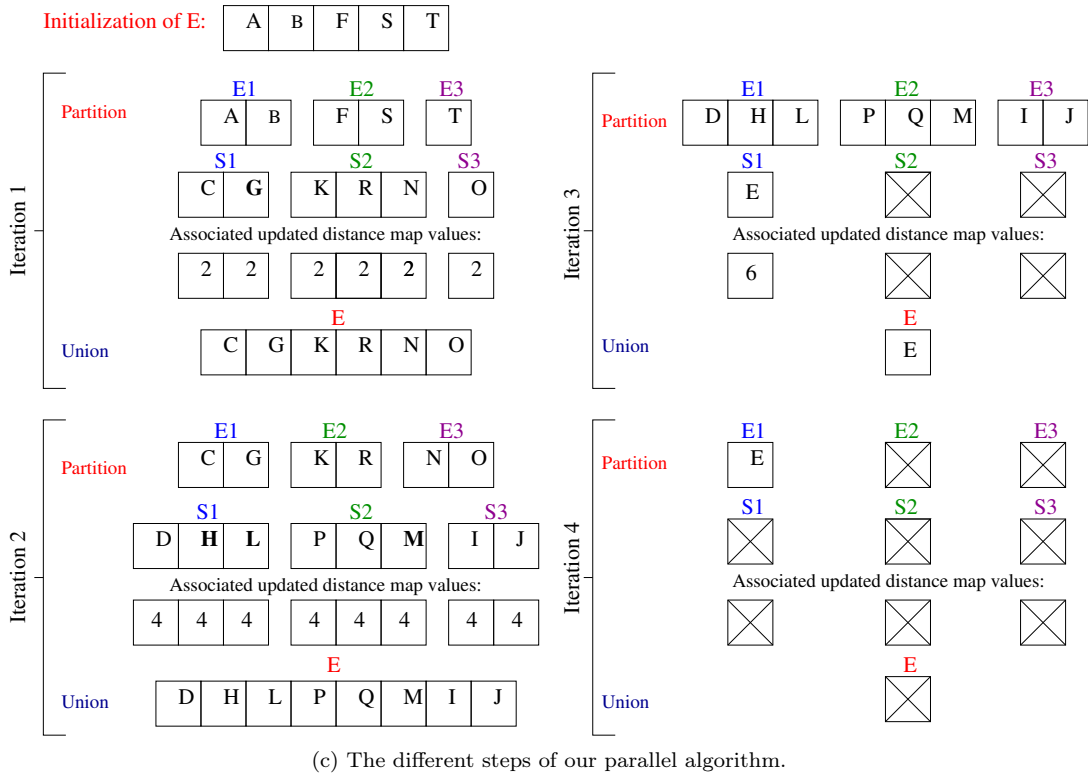 Initialization of E: A B F S T
Iteration 1
E1 E2 E3
Partition
A B F S T
S1 S2 S3
C G K R N O
Associated updated distance map values:
2 2 2 2 2 2
E
Union
C G K R N O
Iteration 2
E1 E2 E3
Partition
C G K R N O
S1 S2 S3
D H L P Q M I J
Associated updated distance map values:
4 4 4 4 4 4 4 4
E
Union
D H L P Q M I J
Iteration 3
E1 E2 E3
Partition
D H L P Q M I J
S1 S2 S3
E
Associated updated distance map values:
6
E
Union
E
Iteration 4
E1 E2 E3
Partition
E
S1 S2 S3
Associated updated distance map values:
E
Union
(c) The different steps of our parallel algorithm.